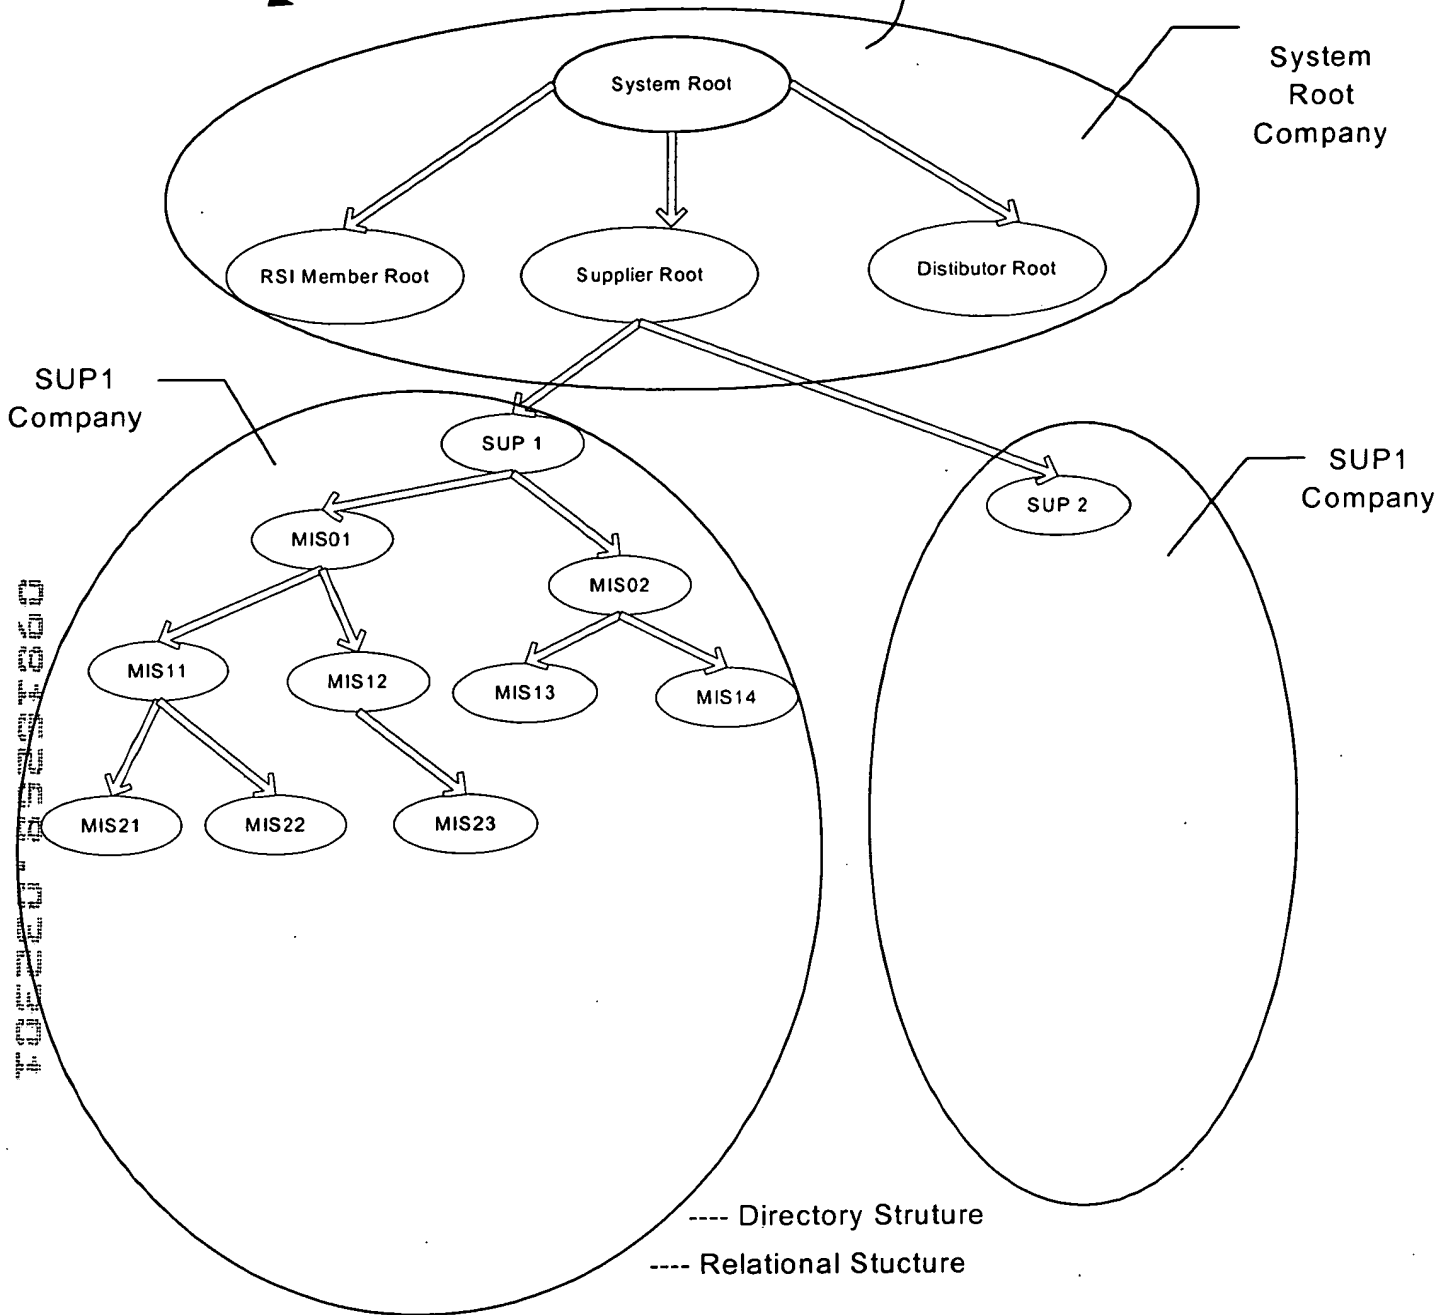 System Root
System
Root
Company
RSI Member Root
Supplier Root
Distibutor Root
SUP1
Company
SUP 1
SUP1
Company
SUP 2
MIS01
MIS02
MIS11
MIS12
MIS13
MIS14
MIS21
MIS22
MIS23
---- Directory Struture
---- Relational Stucture